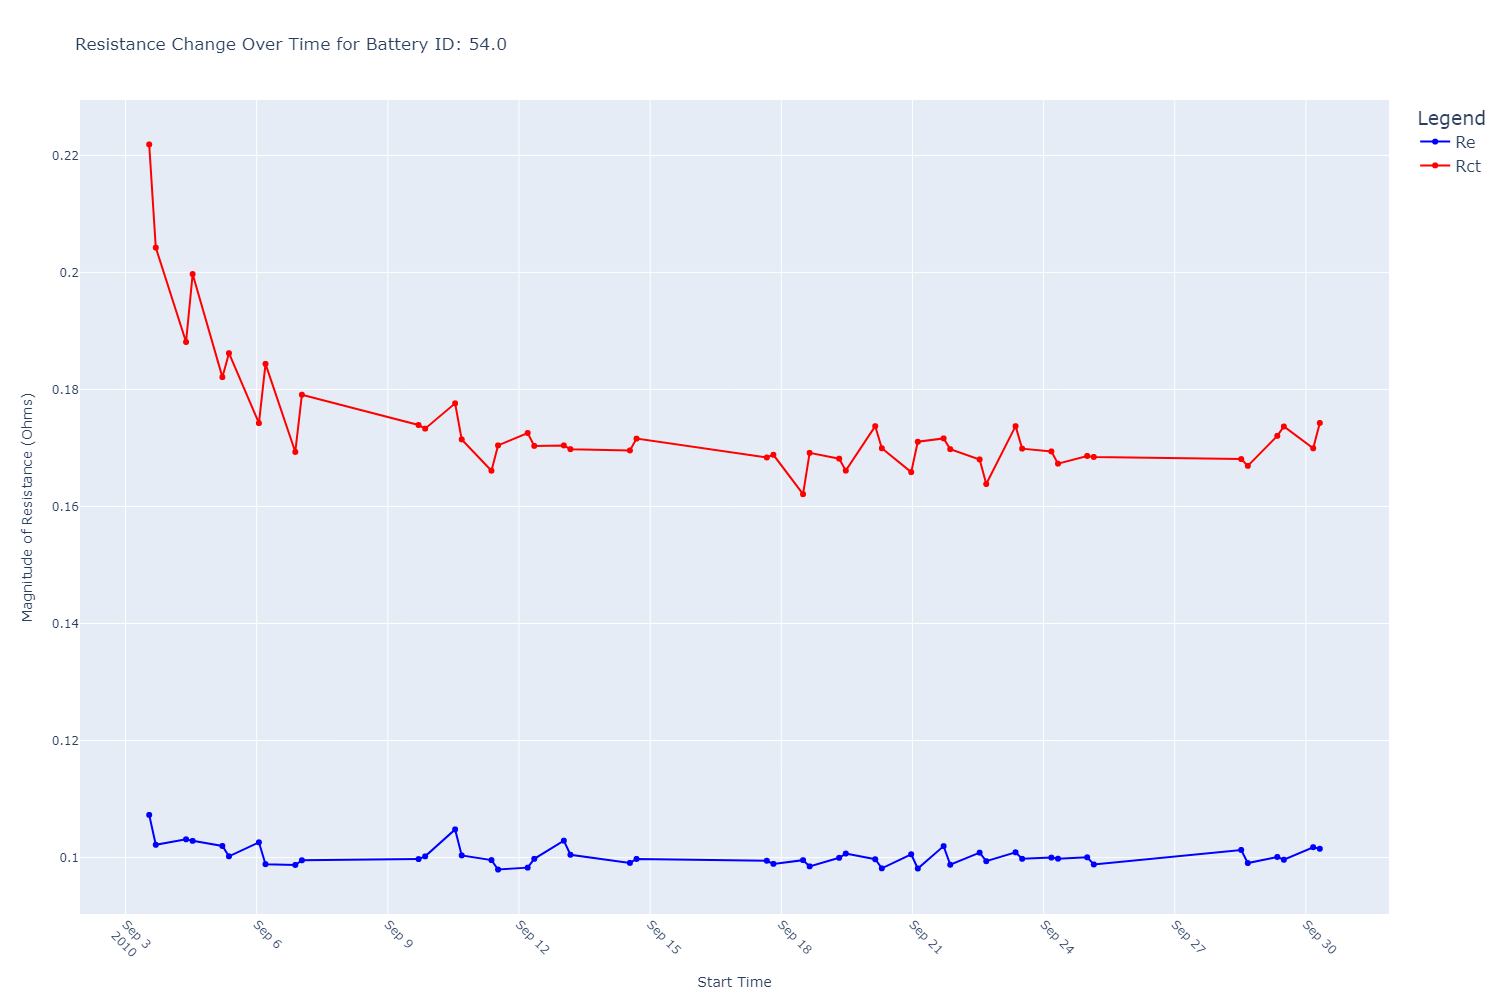 Resistance Change Over Time for Battery ID: 54.0
Legend
Re
Rct
Magnitude of Resistance (Ohms)
0.22
0.2
0.18
0.16
0.14
0.12
0.1
Sep 3
2010
Sep 6
Sep 9
Sep 12
Sep 15
Sep 18
Sep 21
Sep 24
Sep 27
Sep 30
Start Time